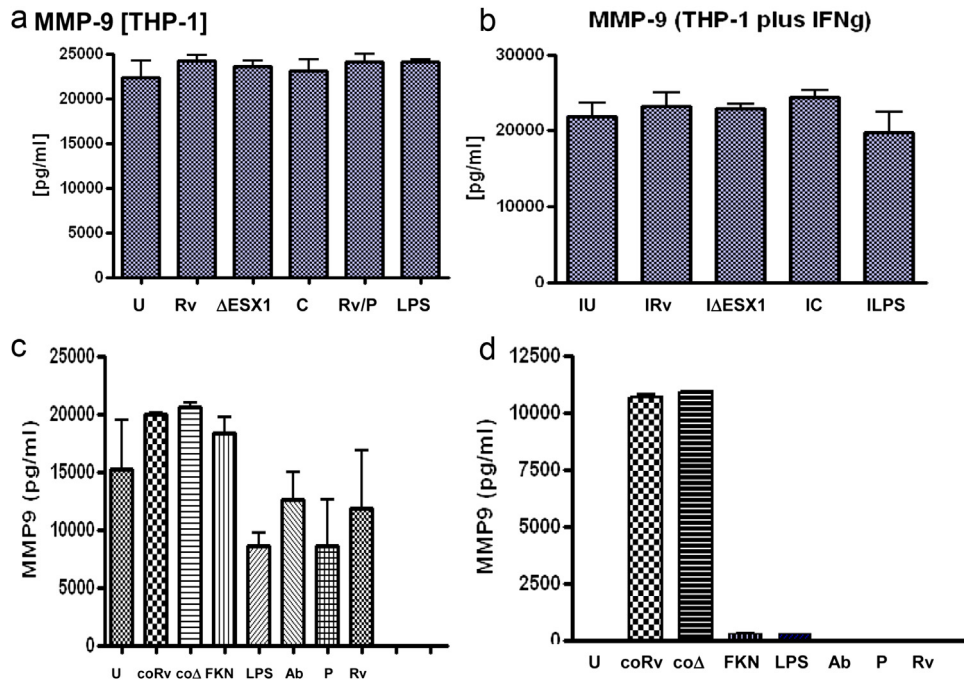 a MMP-9 [THP-1]
[pg/ml]
25000
20000
15000
10000
5000
0
U Rv ΔESX1 C Rv/P LPS
b MMP-9 (THP-1 plus IFNg)
[pg/ml]
30000
20000
10000
0
IU IRv IΔESX1 IC ILPS
c
MMP9 (pg/ml)
25000
20000
15000
10000
5000
0
U coRv coΔ FKN LPS Ab P Rv
d
MMP9 (pg/ml)
12500
10000
7500
5000
2500
0
U coRv coΔ FKN LPS Ab P Rv